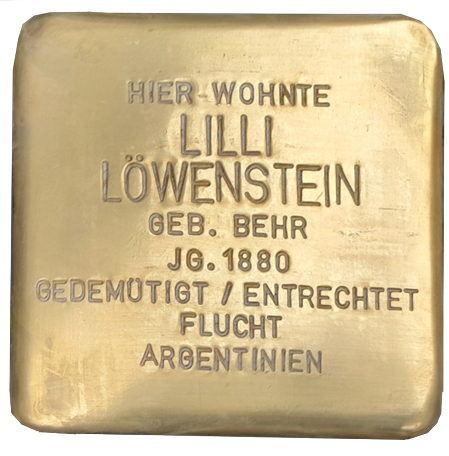 HIER WOHNTE
LILLI
LÖWENSTEIN
GEB. BEHR
JG. 1880
GEDEMÜTIGT / ENTRECHTET
FLUCHT
ARGENTINIEN